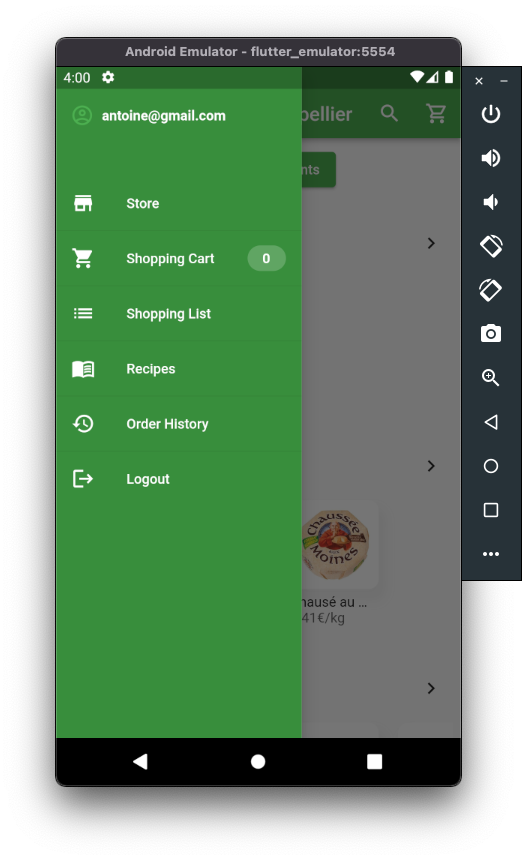 Android Emulator - flutter_emulator:5554
4:00
antoine@gmail.com
pellier
nts
Store
Shopping Cart 0
Shopping List
Recipes
Order History
Logout
Chaussée
Moines
hausé au ...
41€/kg